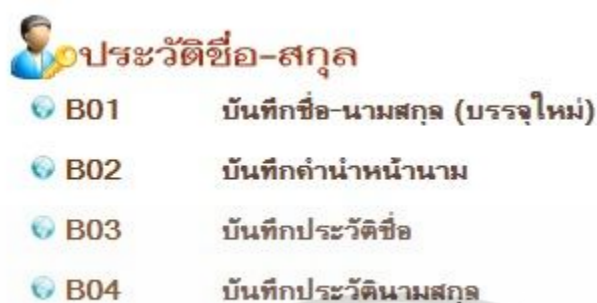 ประวัติชื่อ-สกุล
B01 บันทึกชื่อ-นามสกุล (บรรจุใหม่)
B02 บันทึกคำนำหน้านาม
B03 บันทึกประวัติชื่อ
B04 บันทึกประวัตินามสกุล